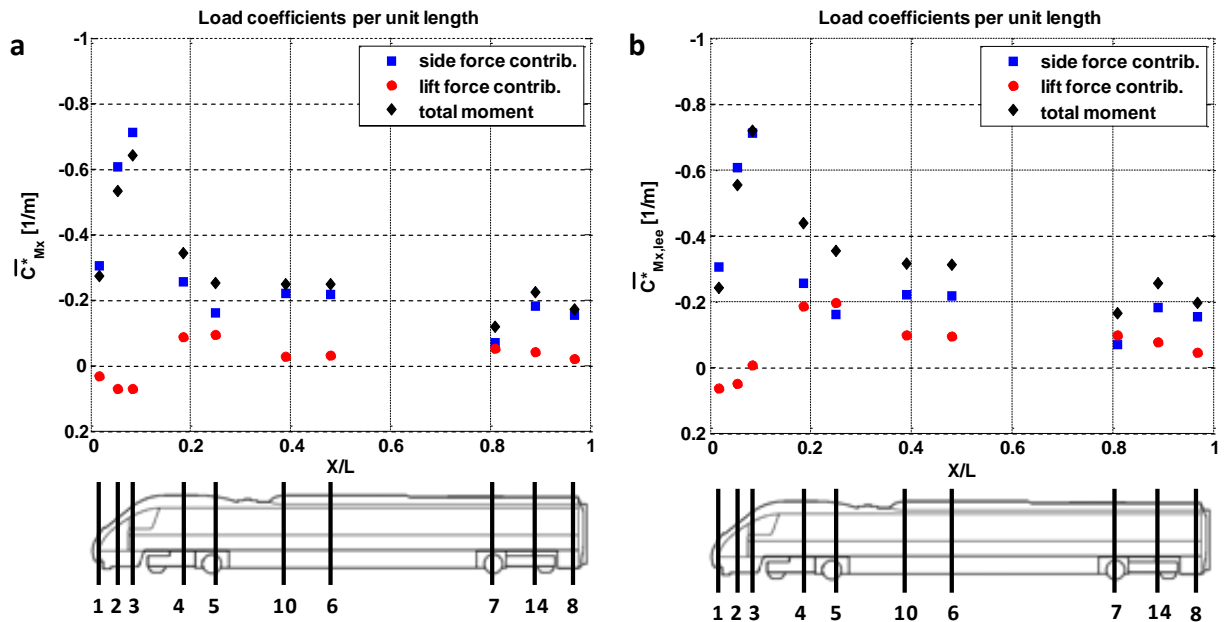 Load coefficients per unit length
a
-1
-0.8
-0.6
-0.4
-0.2
0
0.2
C̅*Mx [1/m]
side force contrib.
lift force contrib.
total moment
0 0.2 0.4 0.6 0.8 1
X/L
1 2 3 4 5 10 6 7 14 8
Load coefficients per unit length
b
-1
-0.8
-0.6
-0.4
-0.2
0
0.2
C̅*Mx,lee [1/m]
side force contrib.
lift force contrib.
total moment
0 0.2 0.4 0.6 0.8 1
X/L
1 2 3 4 5 10 6 7 14 8